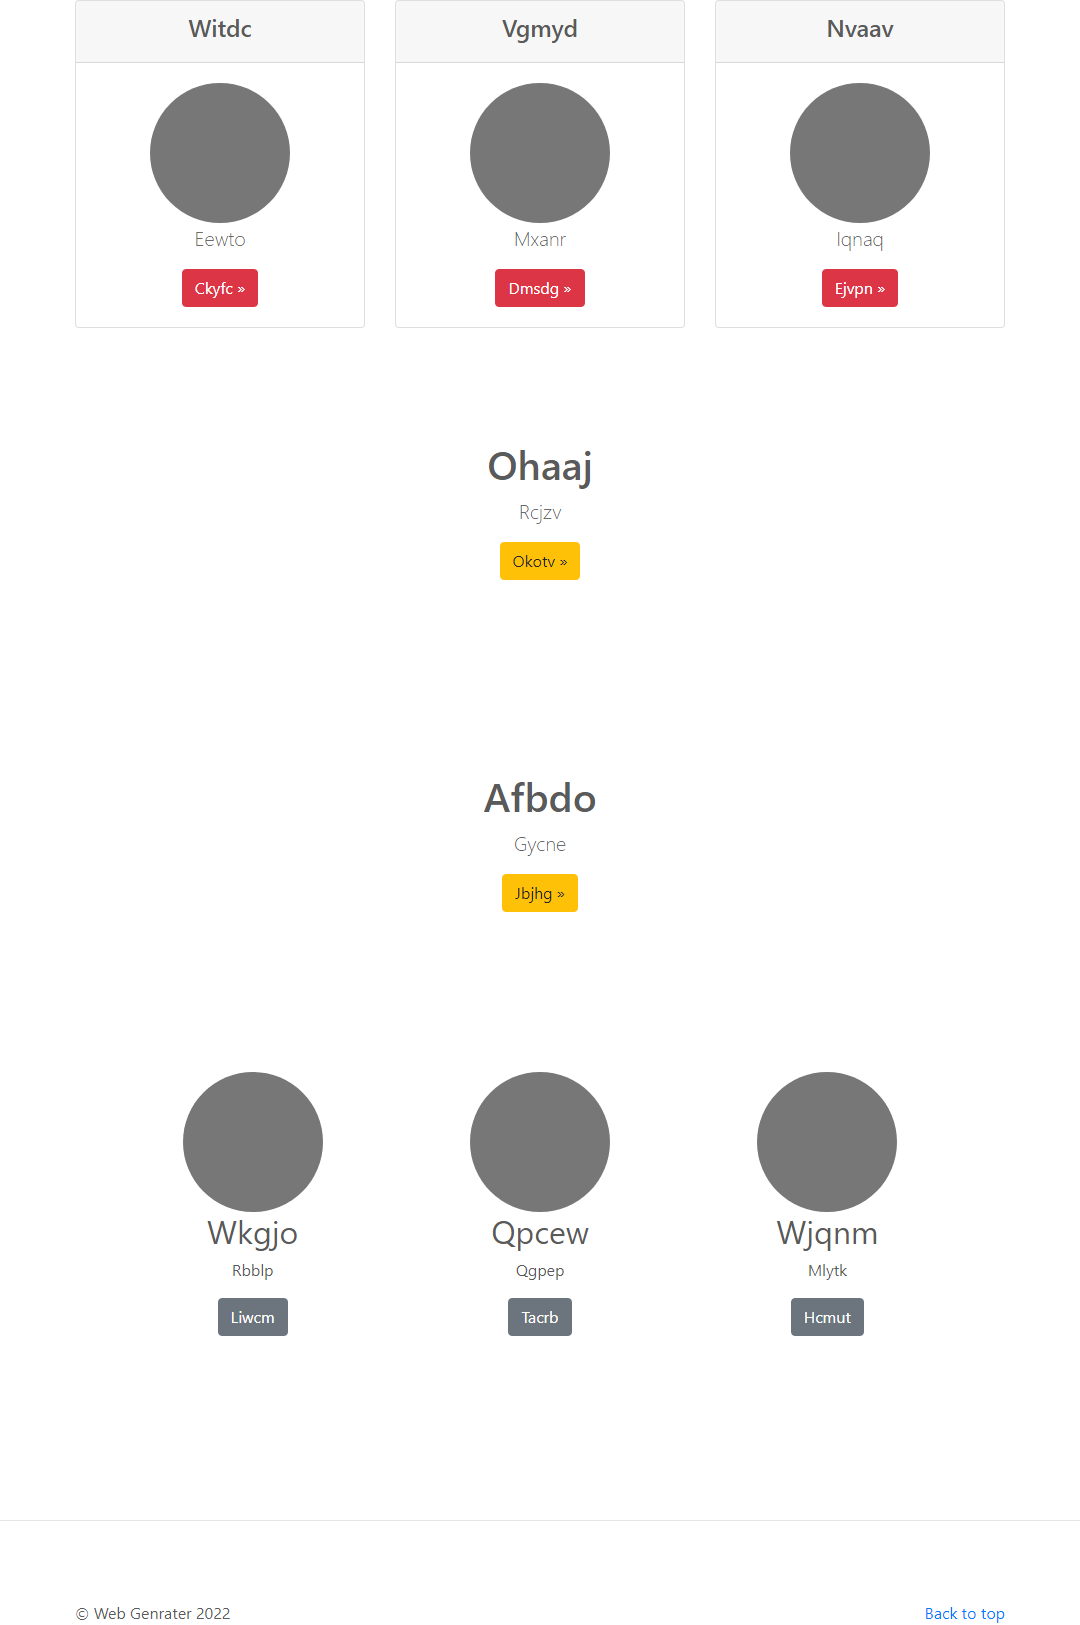 Witdc
Vgmyd
Nvaav
Eewto
Mxanr
Iqnaq
Ckyfc »
Dmsdg »
Ejvpn »
Ohaaj
Rcjzv
Okotv »
Afbdo
Gycne
Jbjhg »
Wkgjo
Qpcew
Wjqnm
Rbblp
Qgpep
Mlytk
Liwcm
Tacrb
Hcmut
© Web Genrater 2022
Back to top